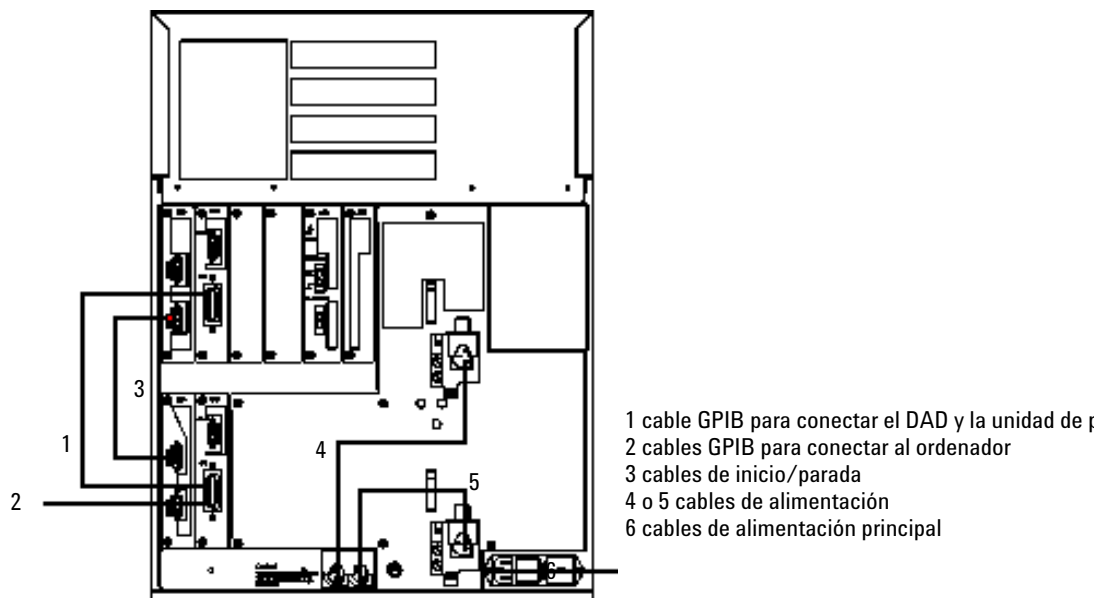 3
1
4
2
5
6
1 cable GPIB para conectar el DAD y la unidad de
2 cables GPIB para conectar al ordenador
3 cables de inicio/parada
4 o 5 cables de alimentación
6 cables de alimentación principal